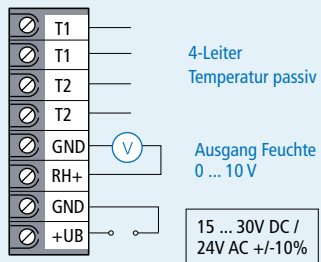 T1
T1
T2
T2
GND
RH+
GND
+UB
V
4-Leiter
Temperatur passiv
Ausgang Feuchte
0 ... 10 V
15 ... 30V DC /
24V AC +/-10%